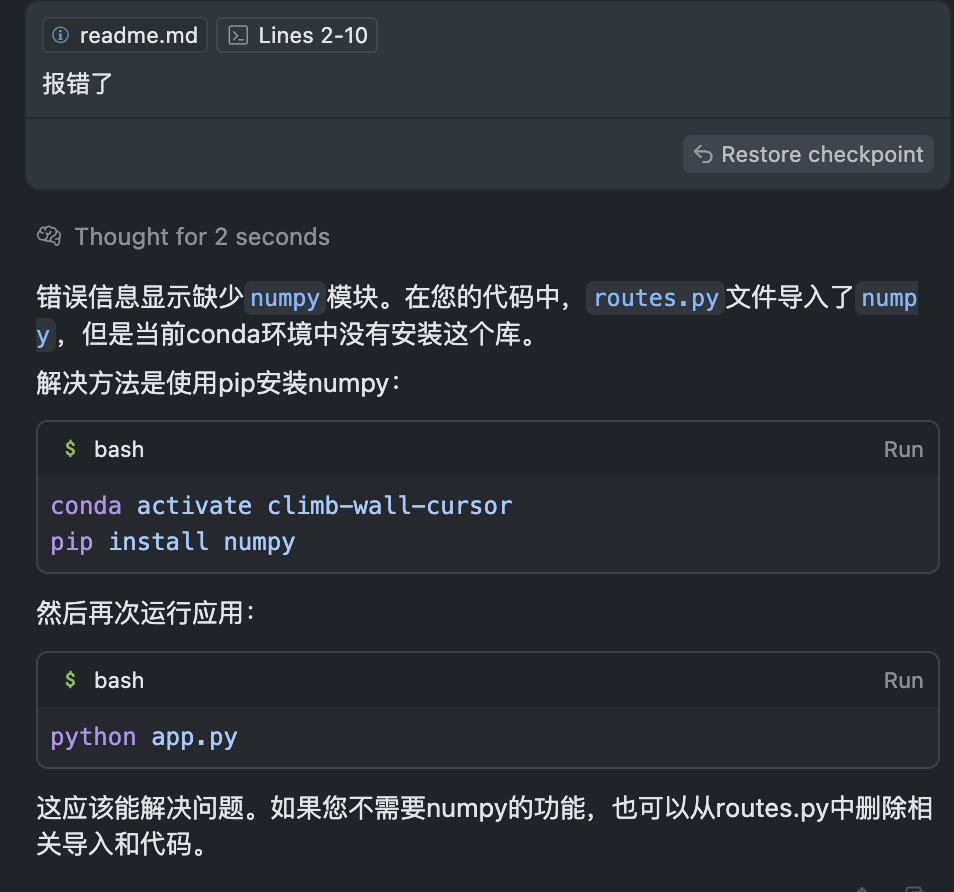 readme.md Lines 2-10
报错了
Restore checkpoint
Thought for 2 seconds
错误信息显示缺少numpy模块。在您的代码中，routes.py文件导入了nump
y，但是当前conda环境中没有安装这个库。
解决方法是使用pip安装numpy：
$ bash Run
conda activate climb-wall-cursor
pip install numpy
然后再次运行应用：
$ bash Run
python app.py
这应该能解决问题。如果您不需要numpy的功能，也可以从routes.py中删除相
关导入和代码。